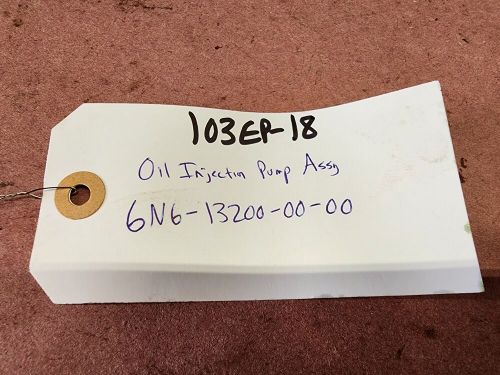 103EP-18
Oil Injection Pump Assy
6N6-13200-00-00